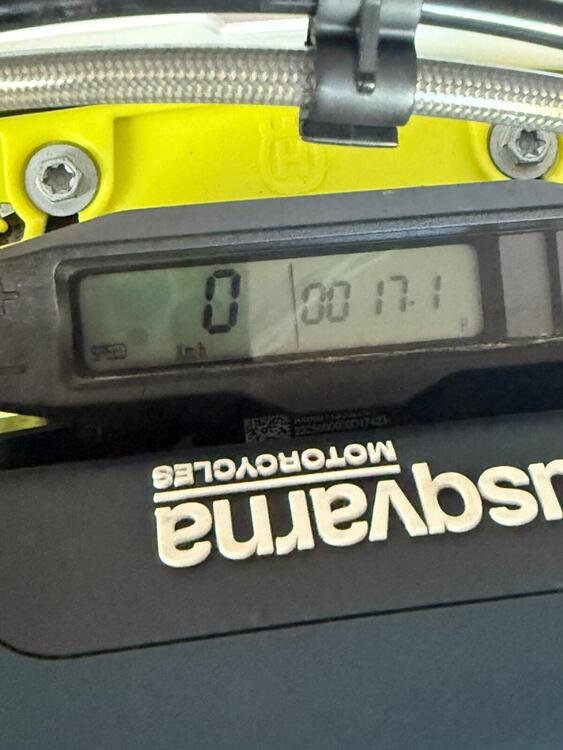 0 0017.1
SPEED Km/h H
MOTORCYCLES
usqvarna